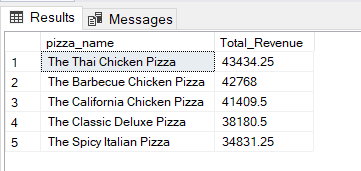 Results Messages
pizza_name Total_Revenue
1 The Thai Chicken Pizza 43434.25
2 The Barbecue Chicken Pizza 42768
3 The California Chicken Pizza 41409.5
4 The Classic Deluxe Pizza 38180.5
5 The Spicy Italian Pizza 34831.25